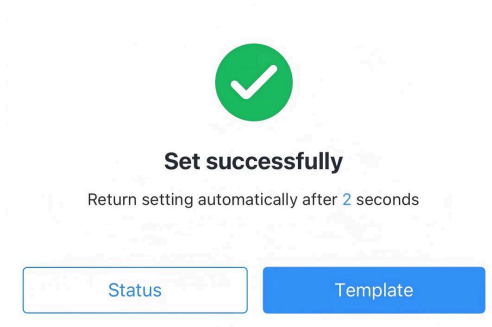 Set successfully
Return setting automatically after 2 seconds
Status
Template